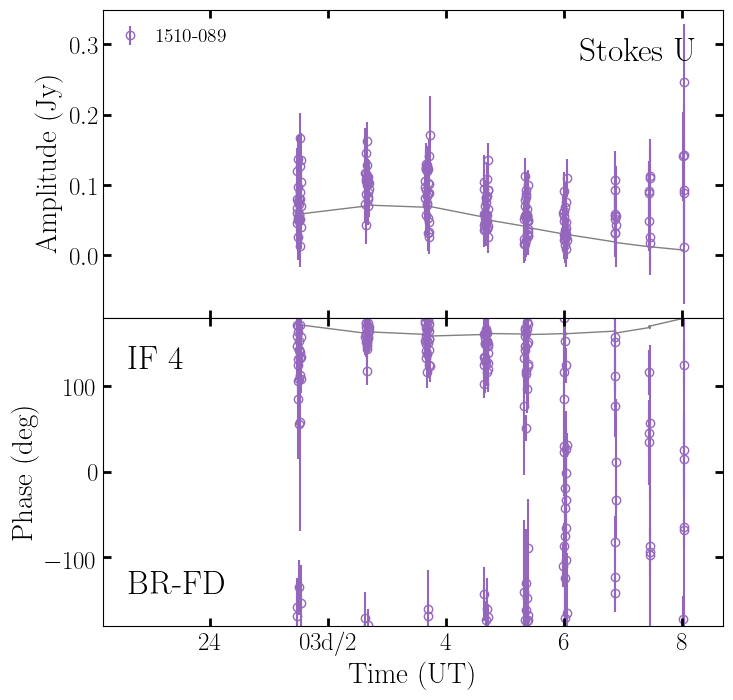 1510-089
Stokes U
0.3
0.2
0.1
0.0
Amplitude (Jy)
IF 4
100
0
−100
Phase (deg)
BR-FD
24 03d/2 4 6 8
Time (UT)